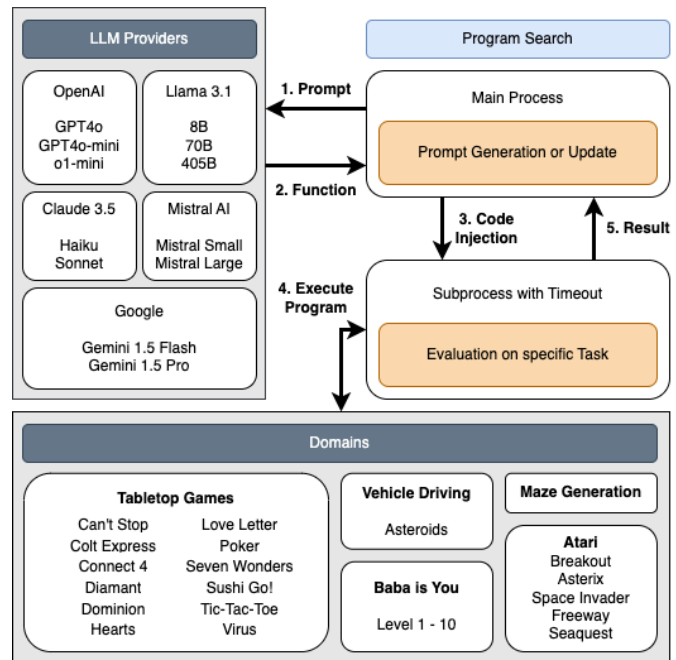 LLM Providers
OpenAI
GPT4o
GPT4o-mini
o1-mini
Llama 3.1
8B
70B
405B
Claude 3.5
Haiku
Sonnet
Mistral AI
Mistral Small
Mistral Large
Google
Gemini 1.5 Flash
Gemini 1.5 Pro
1. Prompt
2. Function
Program Search
Main Process
Prompt Generation or Update
3. Code
Injection
5. Result
4. Execute
Program
Subprocess with Timeout
Evaluation on specific Task
Domains
Tabletop Games
Can't Stop
Colt Express
Connect 4
Diamant
Dominion
Hearts
Love Letter
Poker
Seven Wonders
Sushi Go!
Tic-Tac-Toe
Virus
Vehicle Driving
Asteroids
Baba is You
Level 1 - 10
Maze Generation
Atari
Breakout
Asterix
Space Invader
Freeway
Seaquest